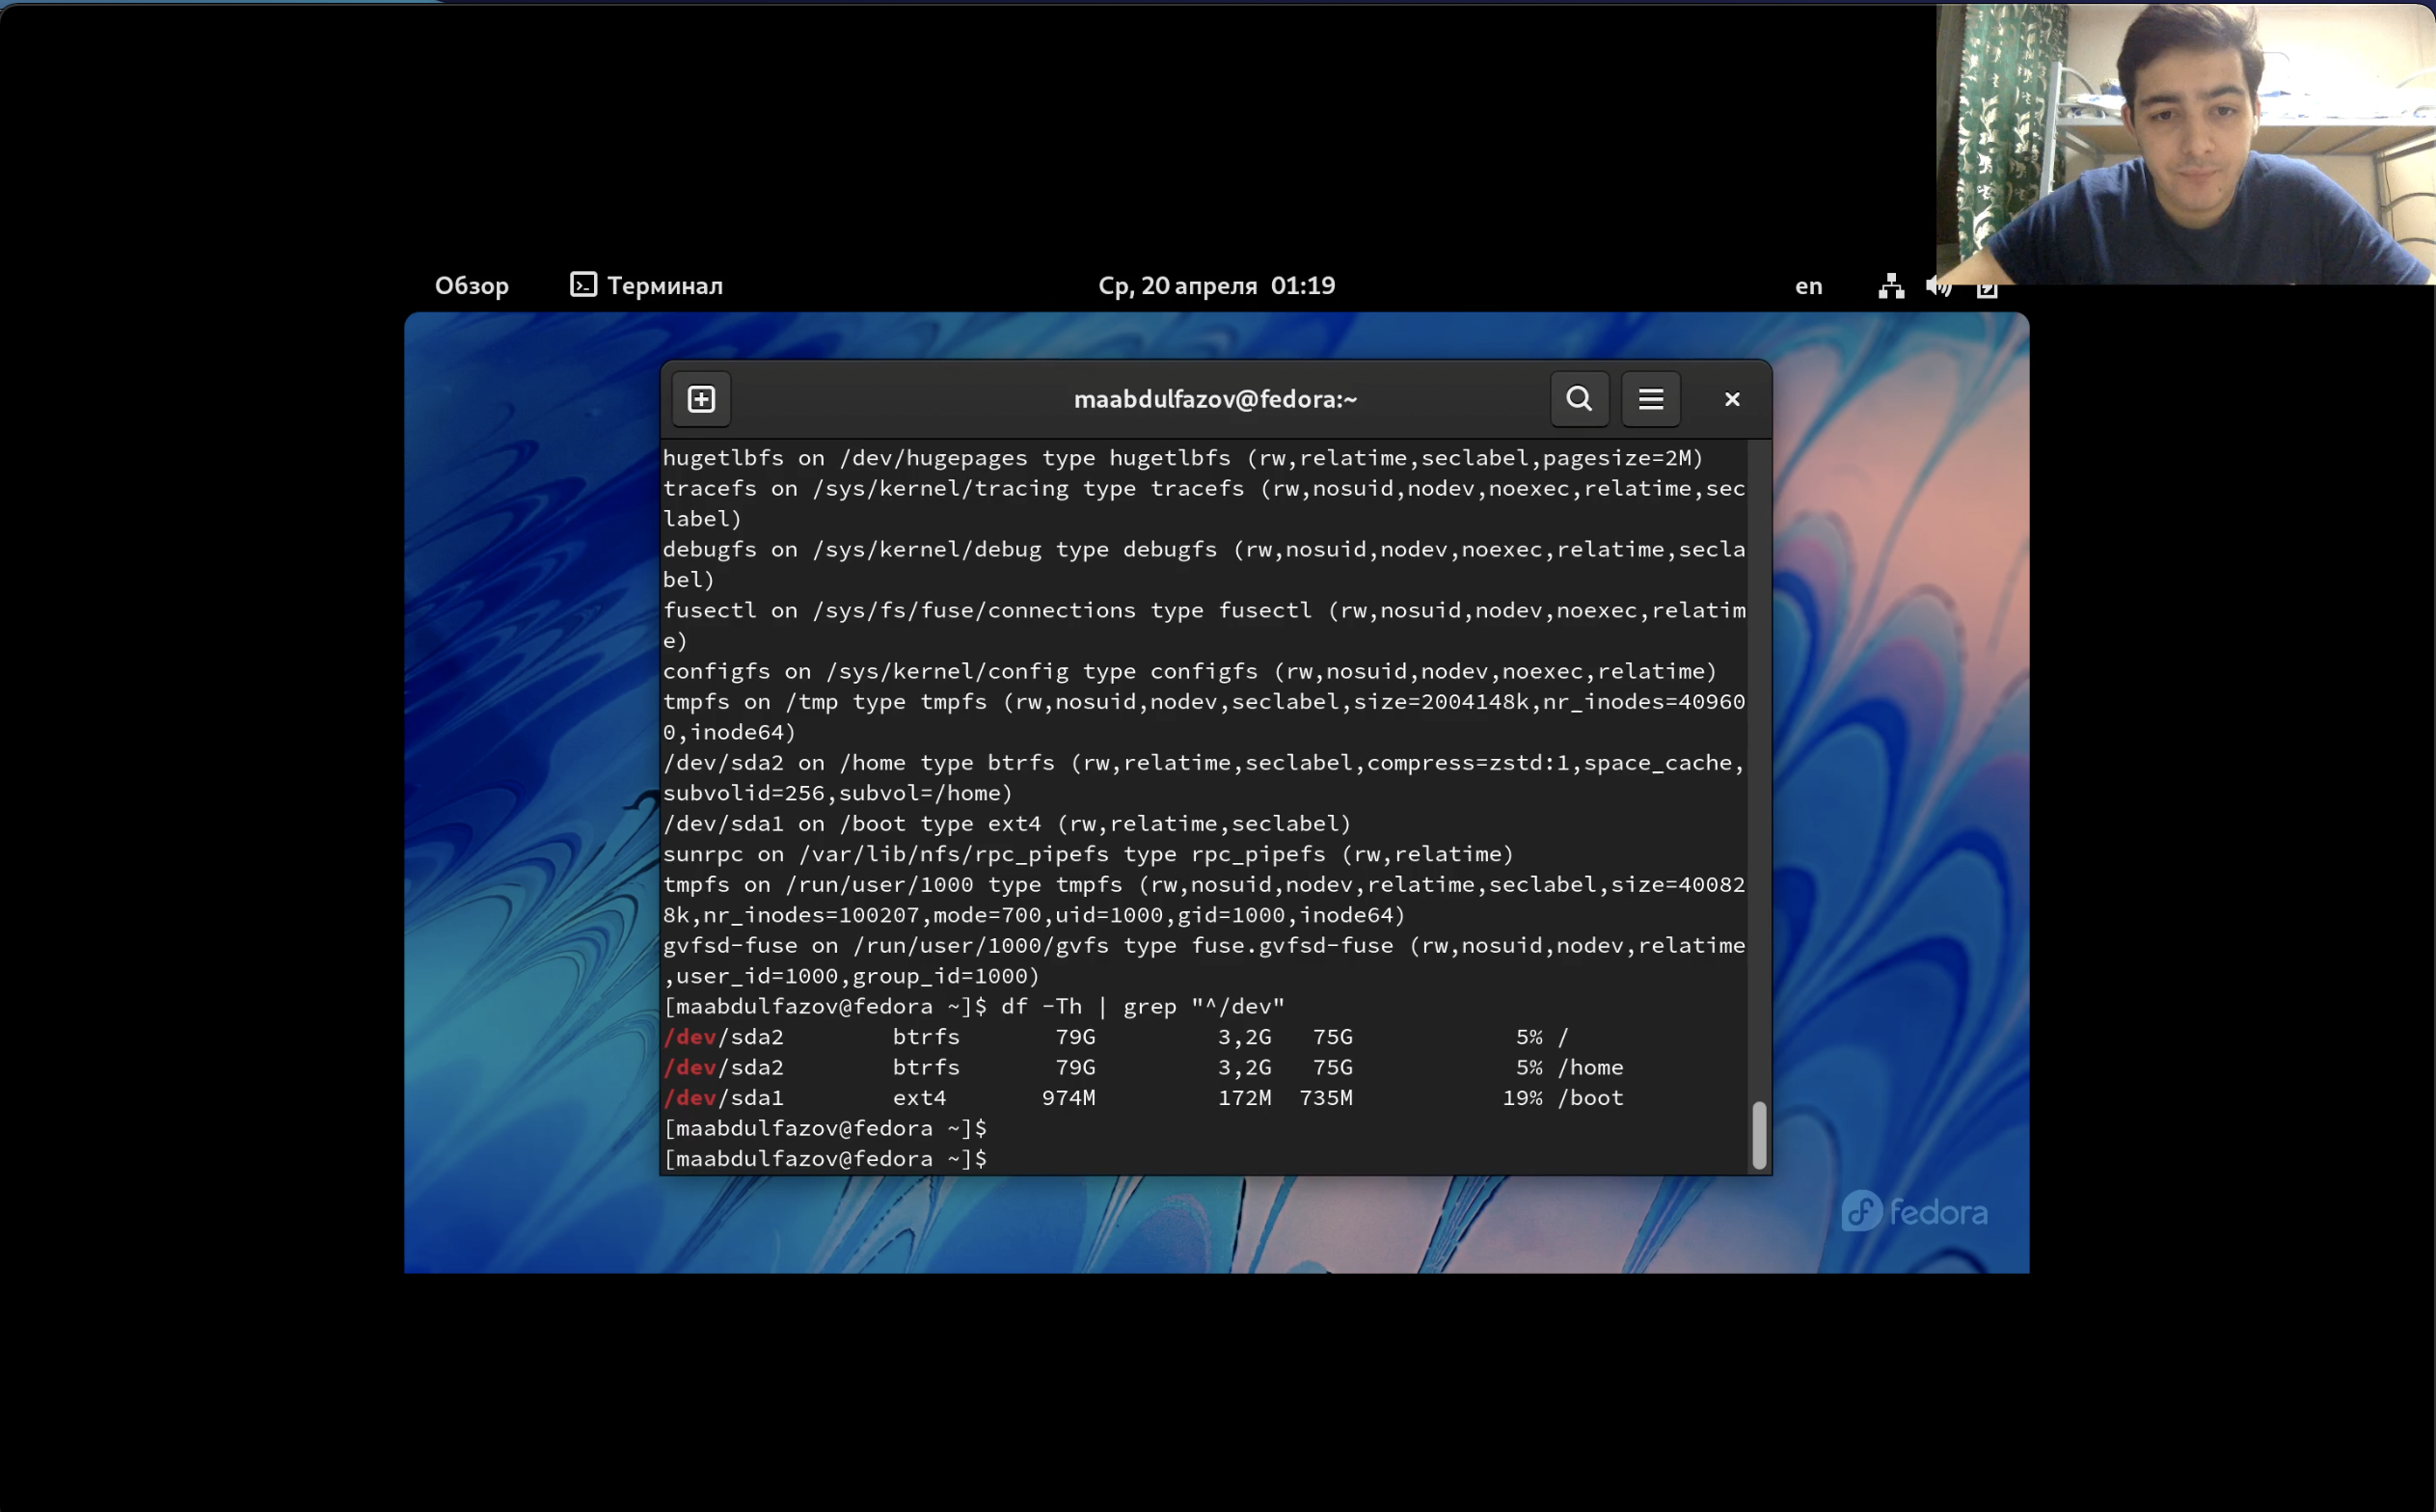 Обзор Терминал Ср, 20 апреля 01:19 en
maabdulfazov@fedora:~
hugetlbfs on /dev/hugepages type hugetlbfs (rw,relatime,seclabel,pagesize=2M)
tracefs on /sys/kernel/tracing type tracefs (rw,nosuid,nodev,noexec,relatime,sec
label)
debugfs on /sys/kernel/debug type debugfs (rw,nosuid,nodev,noexec,relatime,secla
bel)
fusectl on /sys/fs/fuse/connections type fusectl (rw,nosuid,nodev,noexec,relatim
e)
configfs on /sys/kernel/config type configfs (rw,nosuid,nodev,noexec,relatime)
tmpfs on /tmp type tmpfs (rw,nosuid,nodev,seclabel,size=2004148k,nr_inodes=40960
0,inode64)
/dev/sda2 on /home type btrfs (rw,relatime,seclabel,compress=zstd:1,space_cache,
subvolid=256,subvol=/home)
/dev/sda1 on /boot type ext4 (rw,relatime,seclabel)
sunrpc on /var/lib/nfs/rpc_pipefs type rpc_pipefs (rw,relatime)
tmpfs on /run/user/1000 type tmpfs (rw,nosuid,nodev,relatime,seclabel,size=40082
8k,nr_inodes=100207,mode=700,uid=1000,gid=1000,inode64)
gvfsd-fuse on /run/user/1000/gvfs type fuse.gvfsd-fuse (rw,nosuid,nodev,relatime
,user_id=1000,group_id=1000)
[maabdulfazov@fedora ~]$ df -Th | grep "^/dev"
/dev/sda2 btrfs 79G 3,2G 75G 5% /
/dev/sda2 btrfs 79G 3,2G 75G 5% /home
/dev/sda1 ext4 974M 172M 735M 19% /boot
[maabdulfazov@fedora ~]$
[maabdulfazov@fedora ~]$
fedora